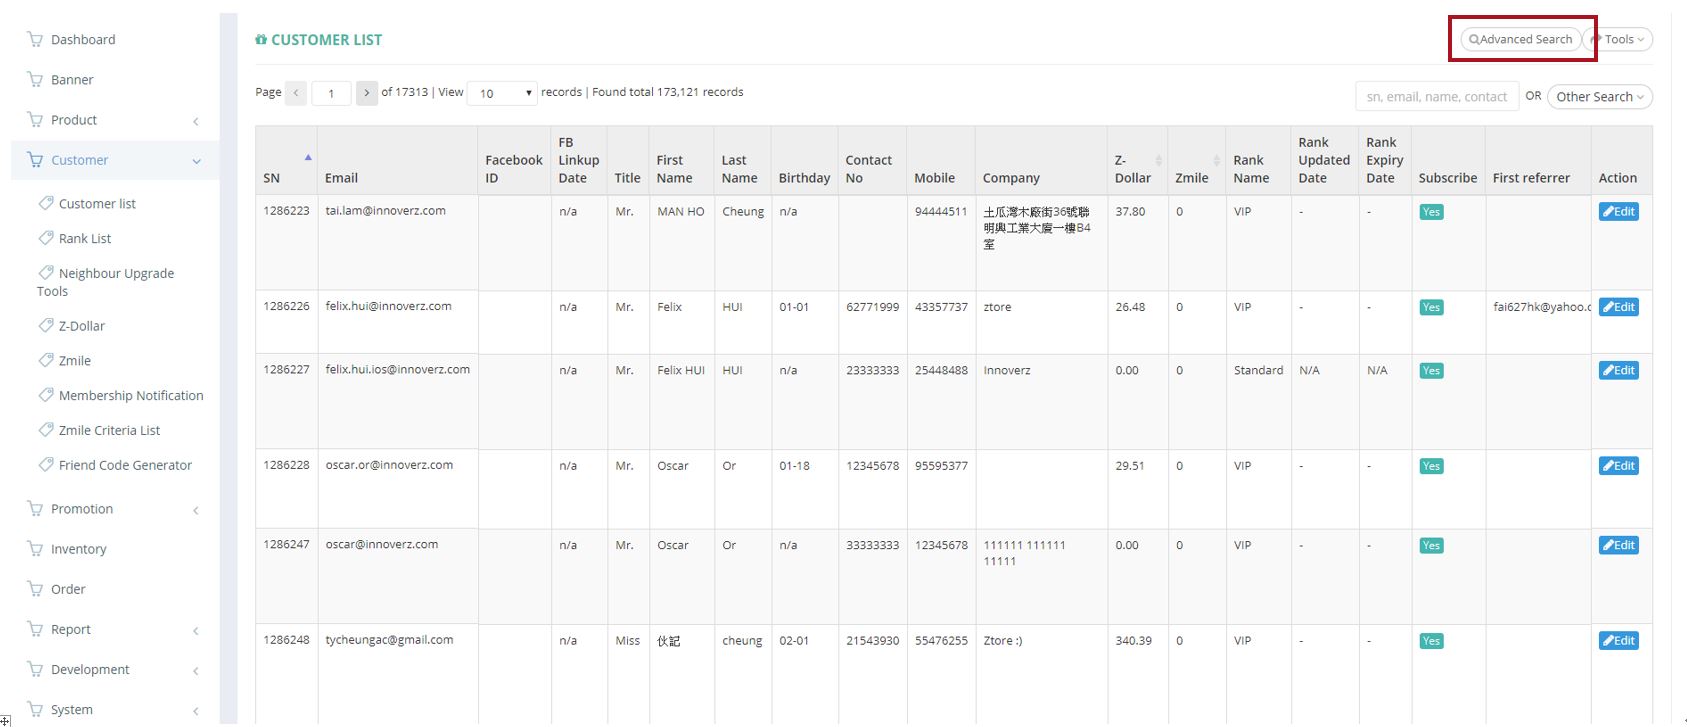 Dashboard
Banner
Product
Customer
Customer list
Rank List
Neighbour Upgrade
Tools
Z-Dollar
Zmile
Membership Notification
Zmile Criteria List
Friend Code Generator
Promotion
Inventory
Order
Report
Development
System
CUSTOMER LIST
Advanced Search
Tools
Page 1 of 17313 | View 10 records | Found total 173,121 records
sn, email, name, contact OR Other Search
SN Email Facebook ID FB Linkup Date Title First Name Last Name Birthday Contact No Mobile Company Z-Dollar Zmile Rank Name Rank Updated Date Rank Expiry Date Subscribe First referrer Action
1286223 tai.lam@innoverz.com n/a Mr. MAN HO Cheung n/a 94444511 土瓜灣木廠街36號聯 37.80 0 VIP - - Yes Edit
明興工業大廈一樓B4
室
1286226 felix.hui@innoverz.com n/a Mr. Felix HUI 01-01 62771999 43357737 ztore 26.48 0 VIP - - Yes fai627hk@yahoo.c Edit
1286227 felix.hui.ios@innoverz.com n/a Mr. Felix HUI HUI n/a 23333333 25448488 Innoverz 0.00 0 Standard N/A N/A Yes Edit
1286228 oscar.or@innoverz.com n/a Mr. Oscar Or 01-18 12345678 95595377 29.51 0 VIP - - Yes Edit
1286247 oscar@innoverz.com n/a Mr. Oscar Or n/a 33333333 12345678 111111 111111 0.00 0 VIP - - Yes Edit
11111
1286248 tycheungac@gmail.com n/a Miss 伙記 cheung 02-01 21543930 55476255 Ztore :) 340.39 0 VIP - - Yes Edit